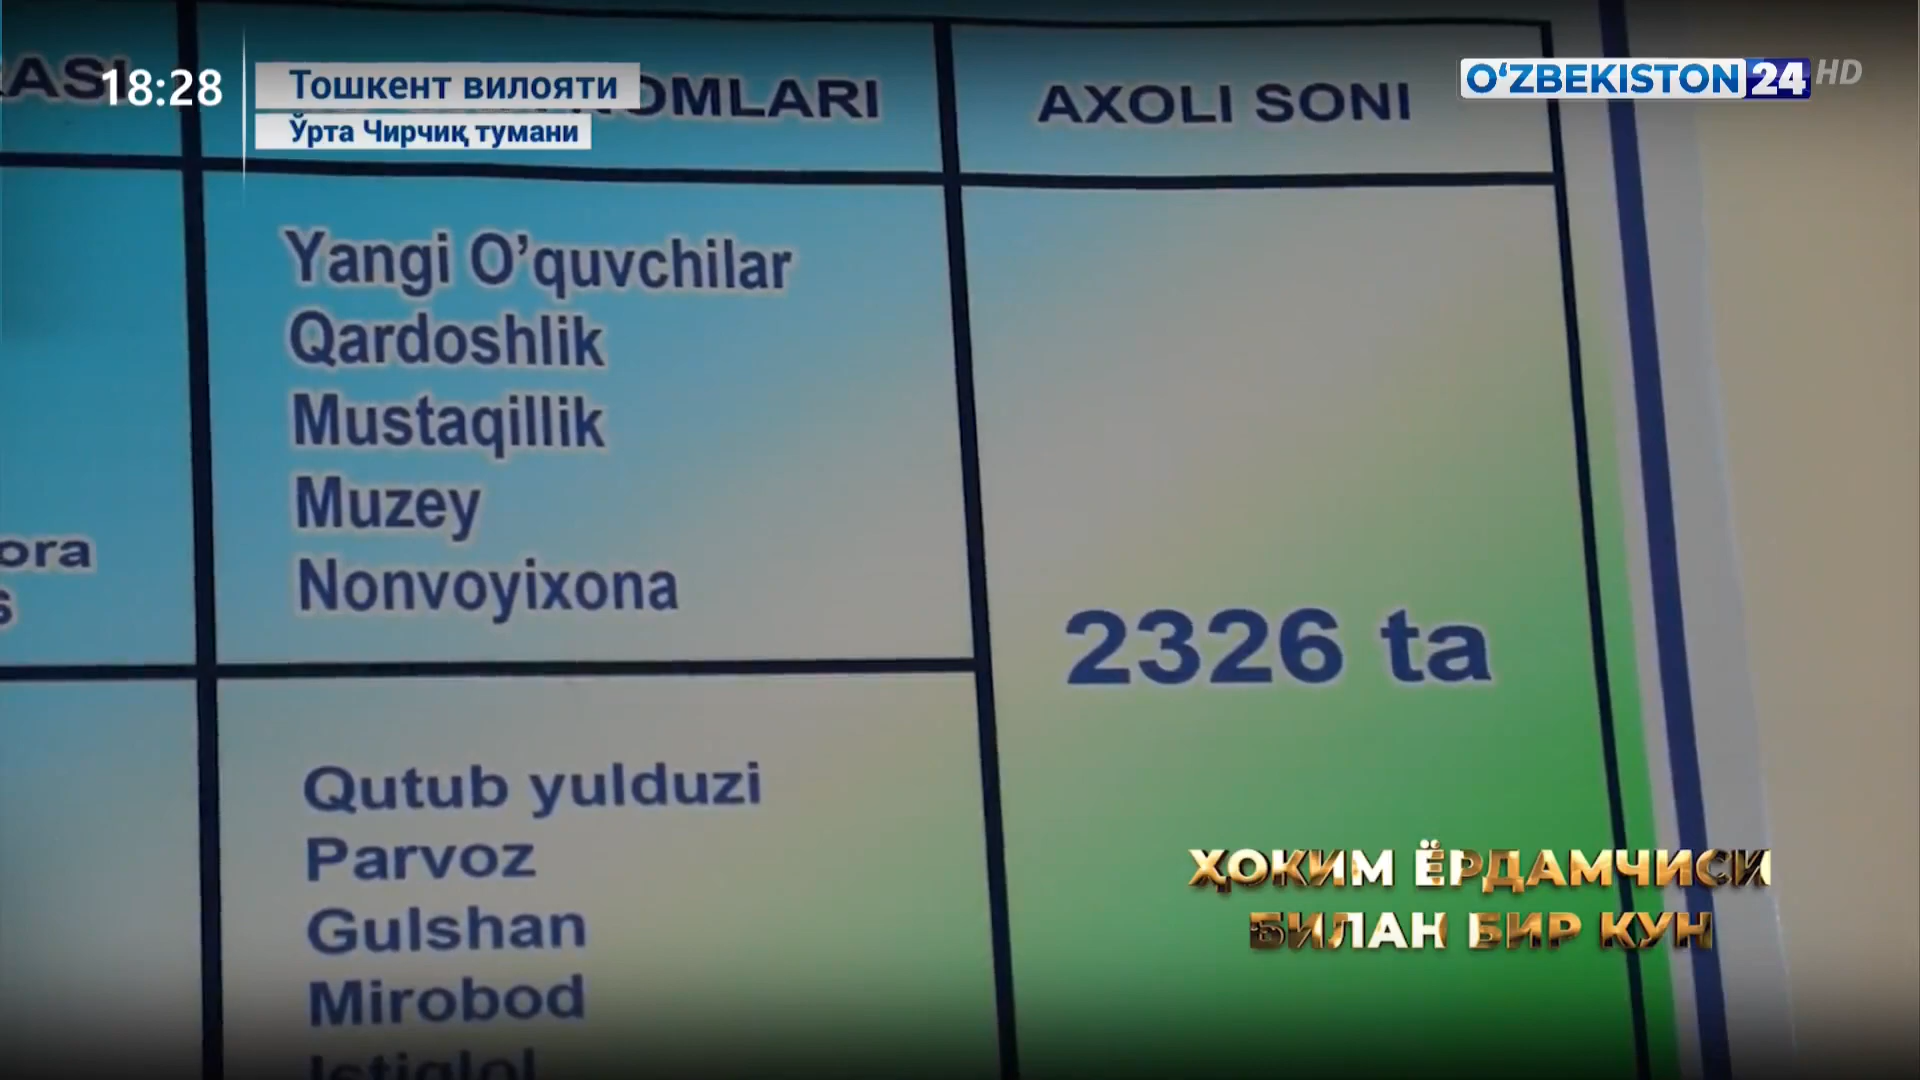 18:28
Тошкент вилояти
Ўрта Чирчиқ тумани
O‘ZBEKISTON 24 HD
AXOLI SONI
Yangi O’quvchilar
Qardoshlik
Mustaqillik
Muzey
Nonvoyixona
2326 ta
Qutub yulduzi
Parvoz
Gulshan
Mirobod
Istiqlol
ҲОКИМ ЁРДАМЧИСИ
БИЛАН БИР КУН